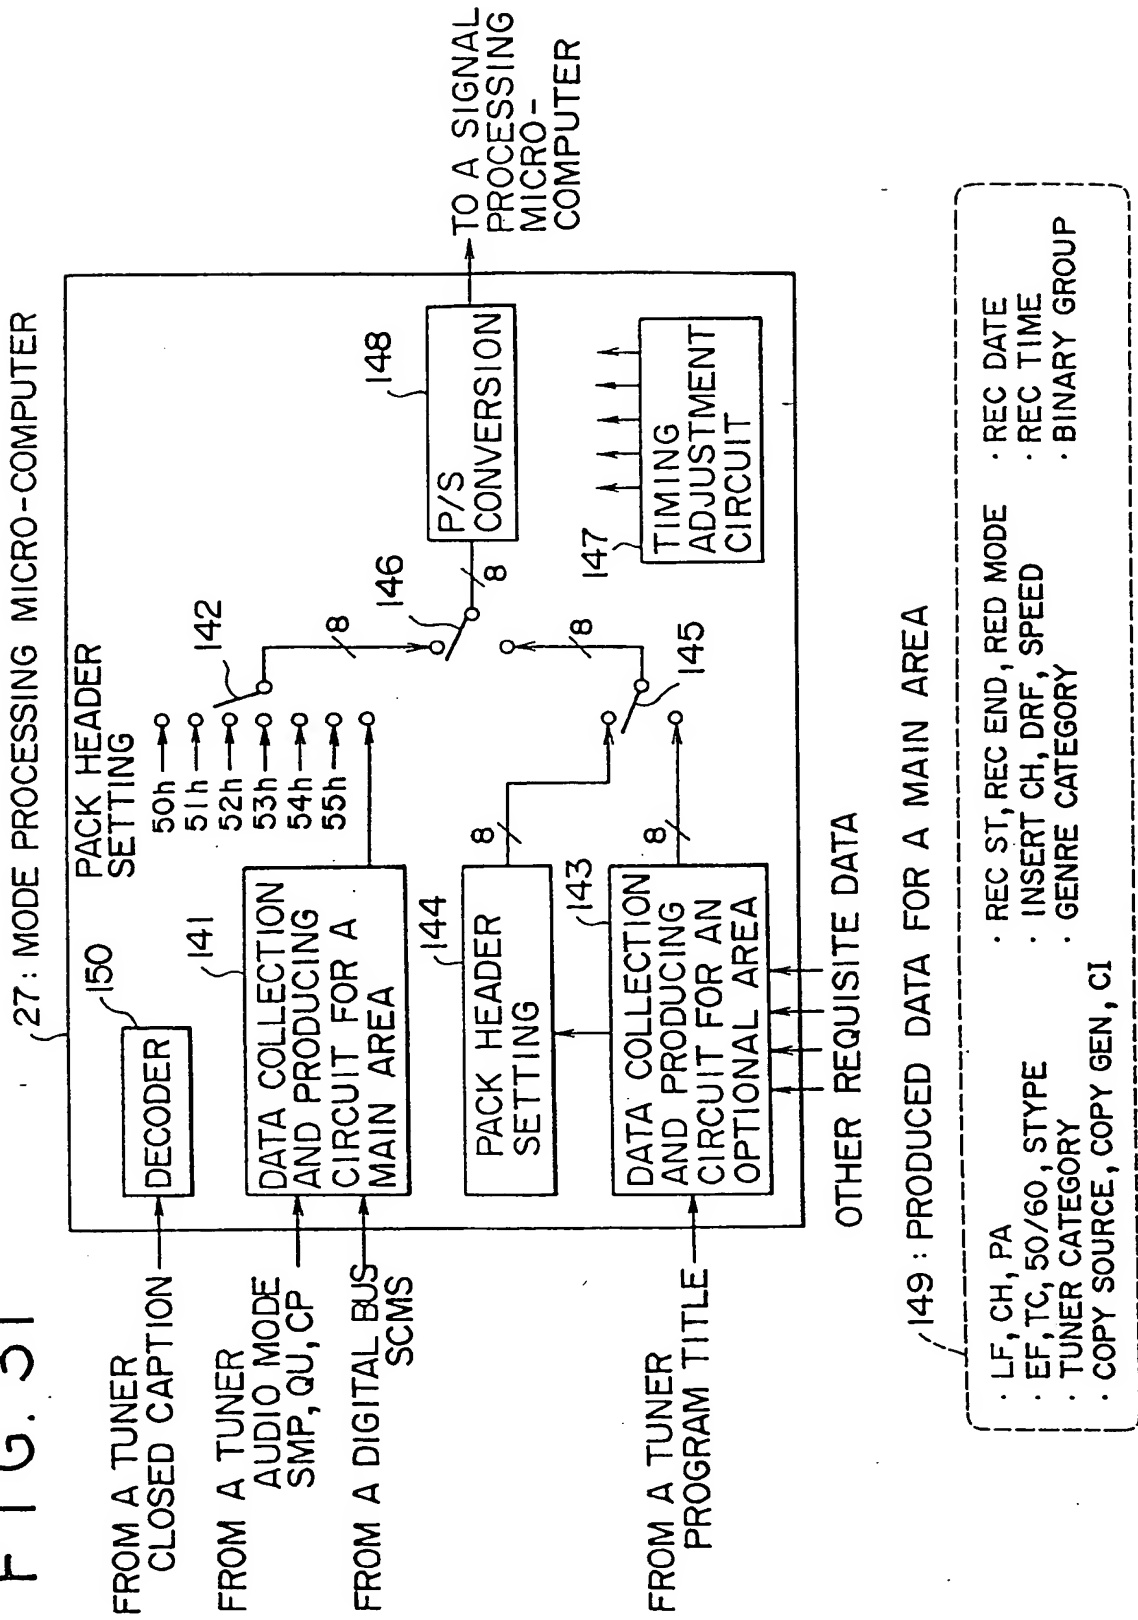 FIG. 31
27: MODE PROCESSING MICRO-COMPUTER
FROM A TUNER
CLOSED CAPTION
150
DECODER
PACK HEADER
SETTING
50h
51h
52h
53h
54h
55h
142
FROM A TUNER
AUDIO MODE
SMP, QU, CP
FROM A DIGITAL BUS
SCMS
141
DATA COLLECTION
AND PRODUCING
CIRCUIT FOR A
MAIN AREA
8
146
8
148
P/S
CONVERSION
TO A SIGNAL
PROCESSING
MICRO-
COMPUTER
144
PACK HEADER
SETTING
8
145
8
FROM A TUNER
PROGRAM TITLE
143
DATA COLLECTION
AND PRODUCING
CIRCUIT FOR AN
OPTIONAL AREA
8
147
TIMING
ADJUSTMENT
CIRCUIT
OTHER REQUISITE DATA
149: PRODUCED DATA FOR A MAIN AREA
· LF, CH, PA
· EF, TC, 50/60, STYPE
· TUNER CATEGORY
· COPY SOURCE, COPY GEN, CI
· REC ST, REC END, RED MODE
· INSERT CH, DRF, SPEED
· GENRE CATEGORY
· REC DATE
· REC TIME
· BINARY GROUP